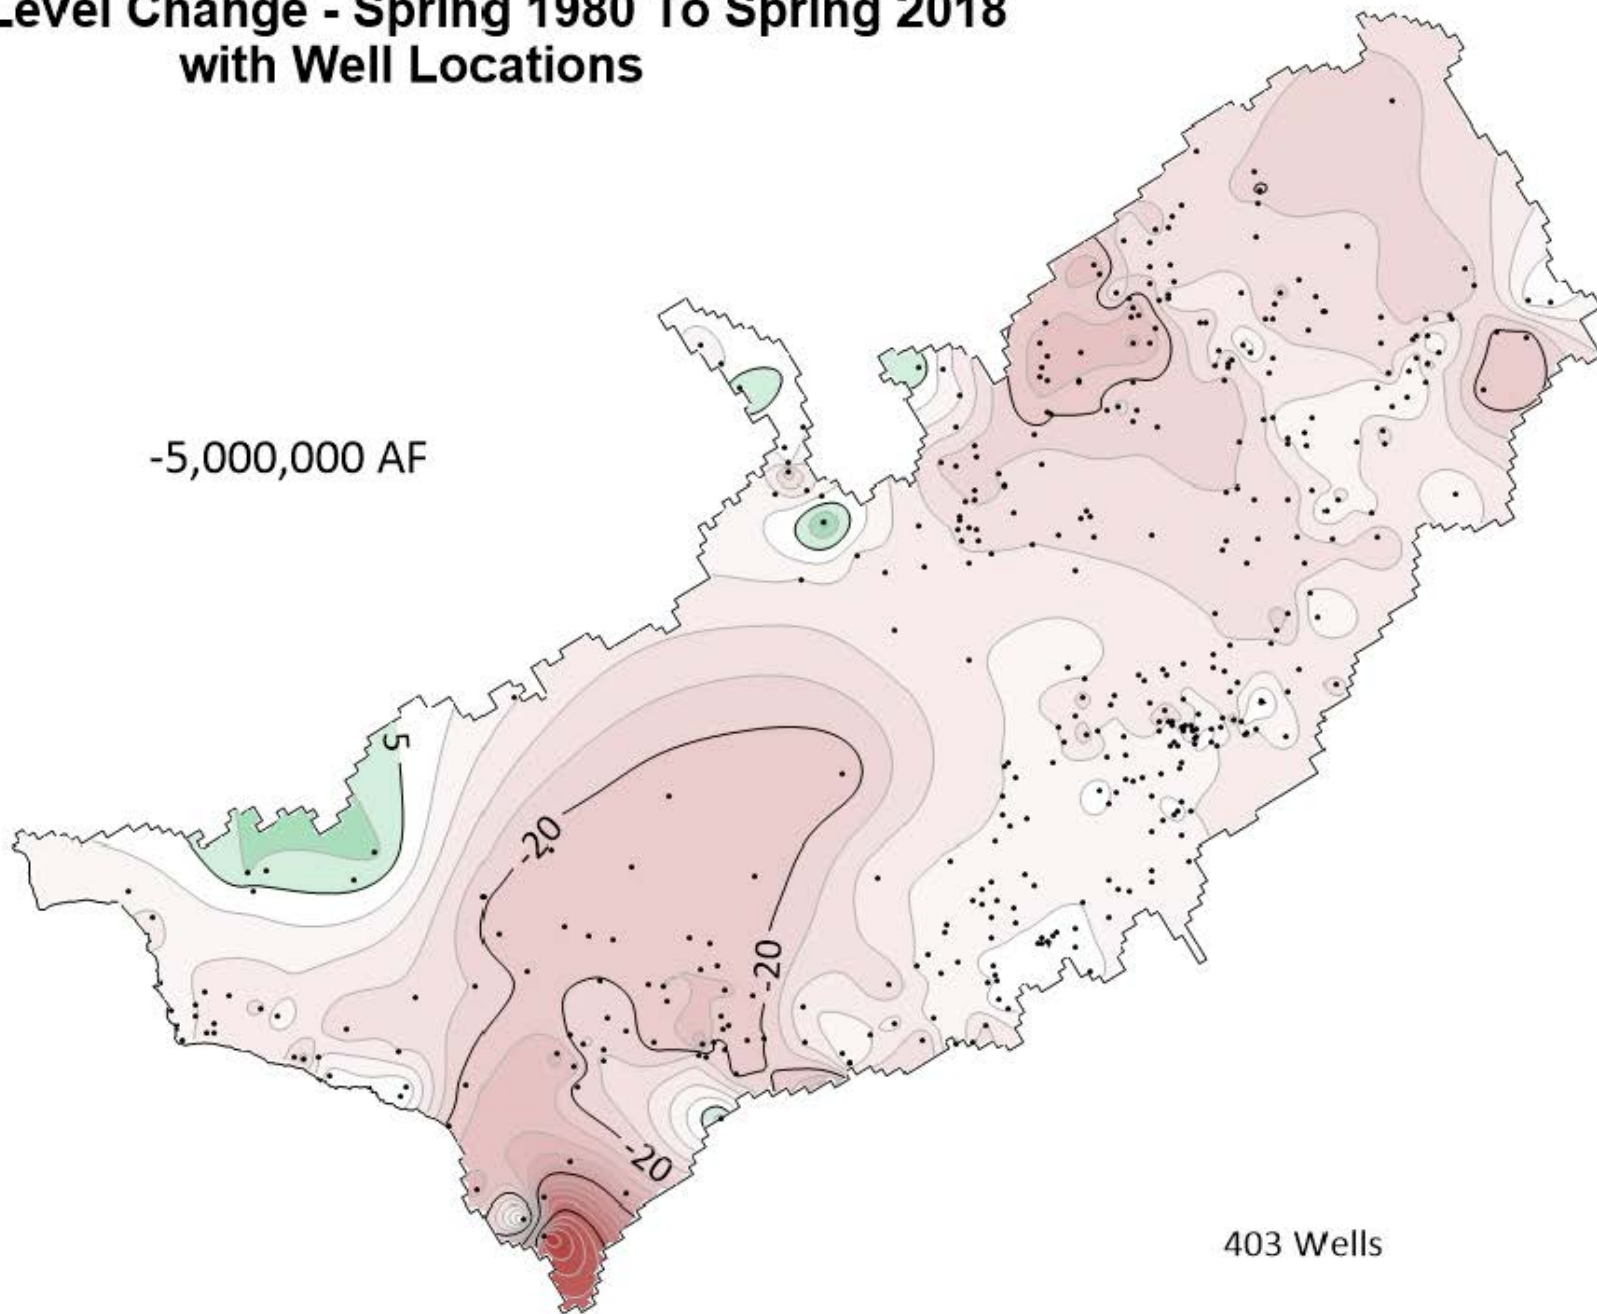 Level Change - Spring 1980 To Spring 2018
with Well Locations
-5,000,000 AF
5
-20
-20
-20
403 Wells